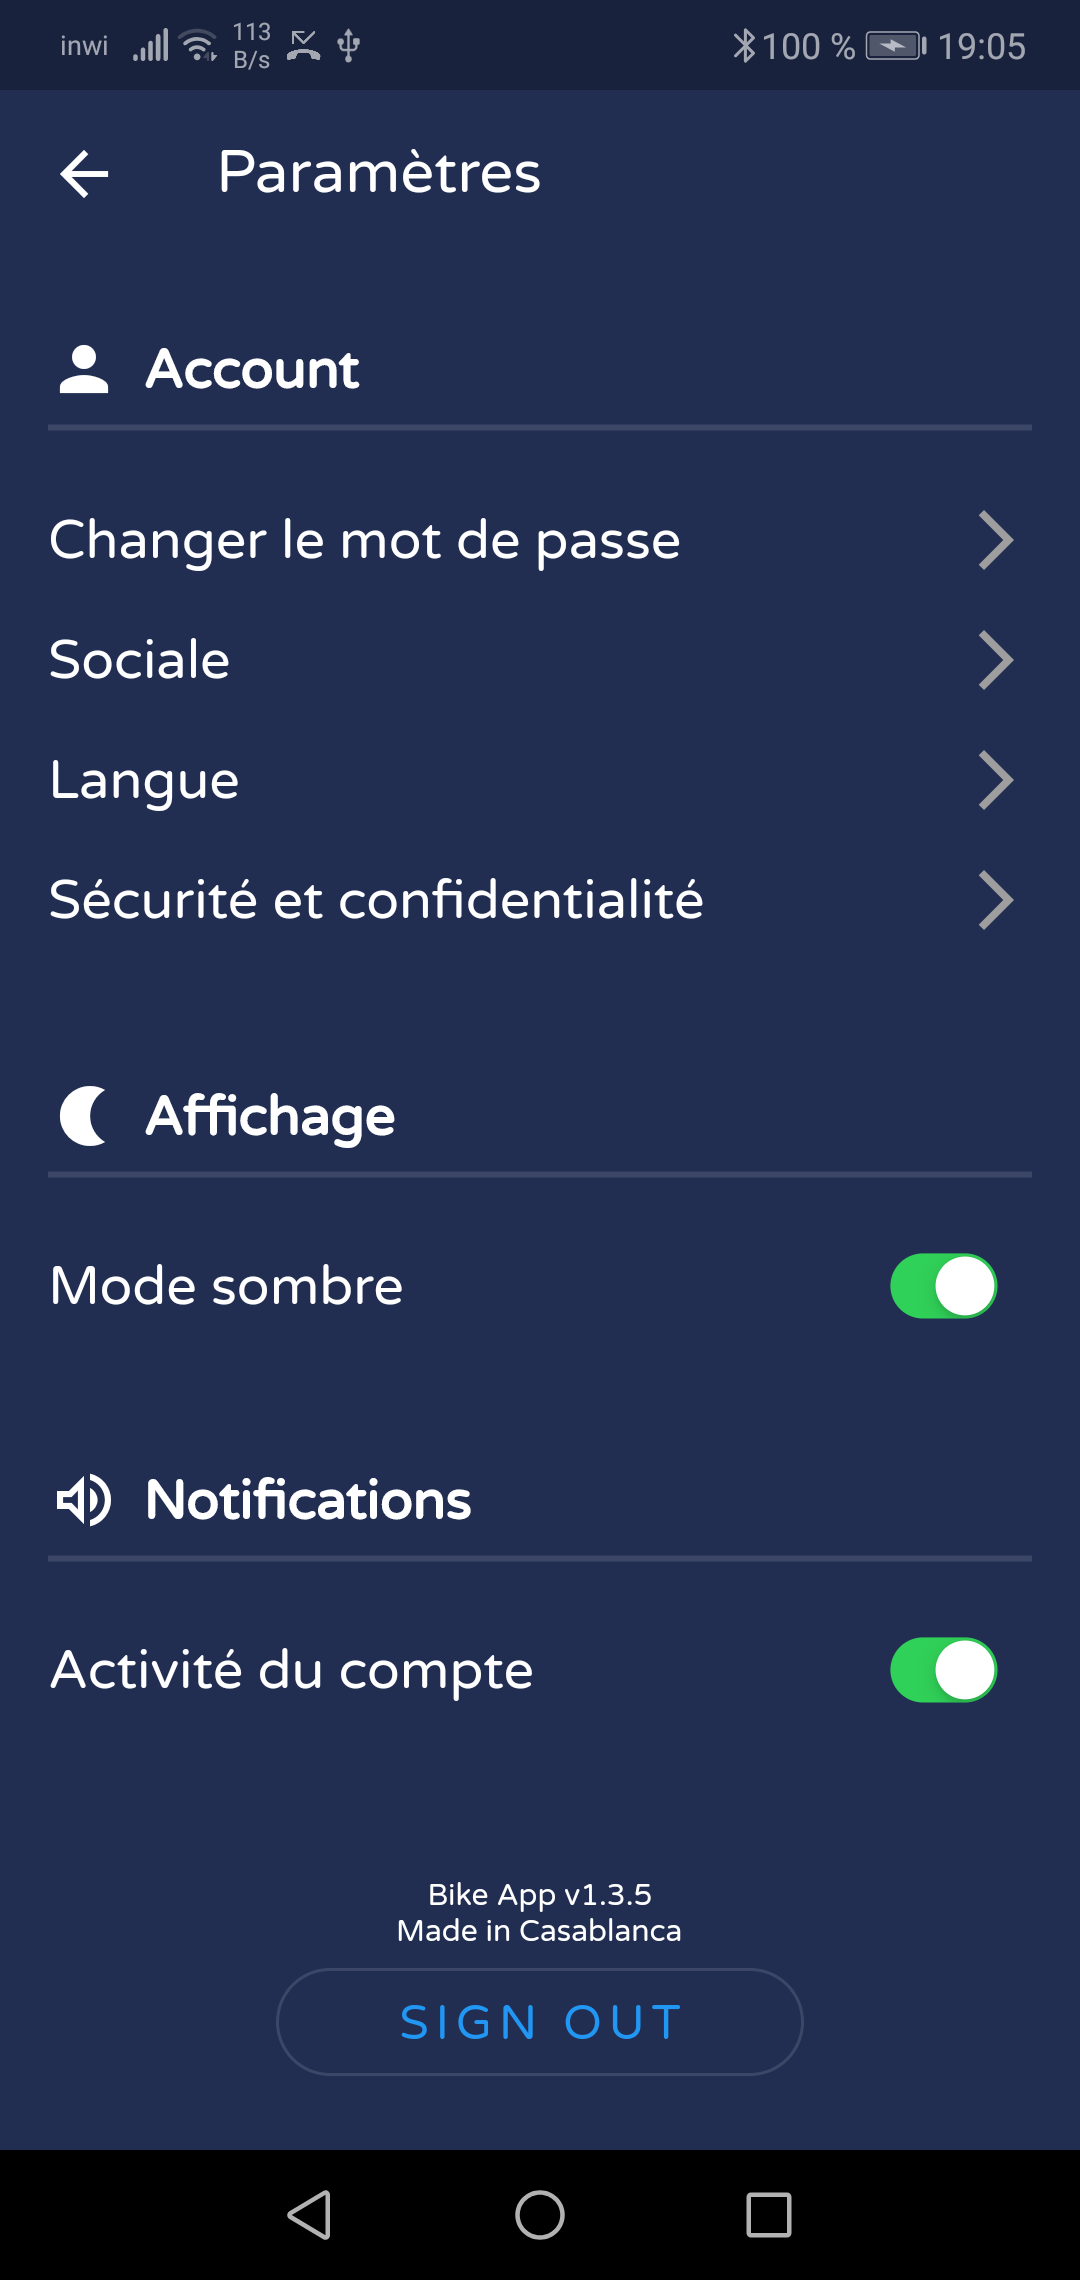 inwi 113 B/s 100 % 19:05
Paramètres
Account
Changer le mot de passe
Sociale
Langue
Sécurité et confidentialité
Affichage
Mode sombre
Notifications
Activité du compte
Bike App v1.3.5
Made in Casablanca
SIGN OUT